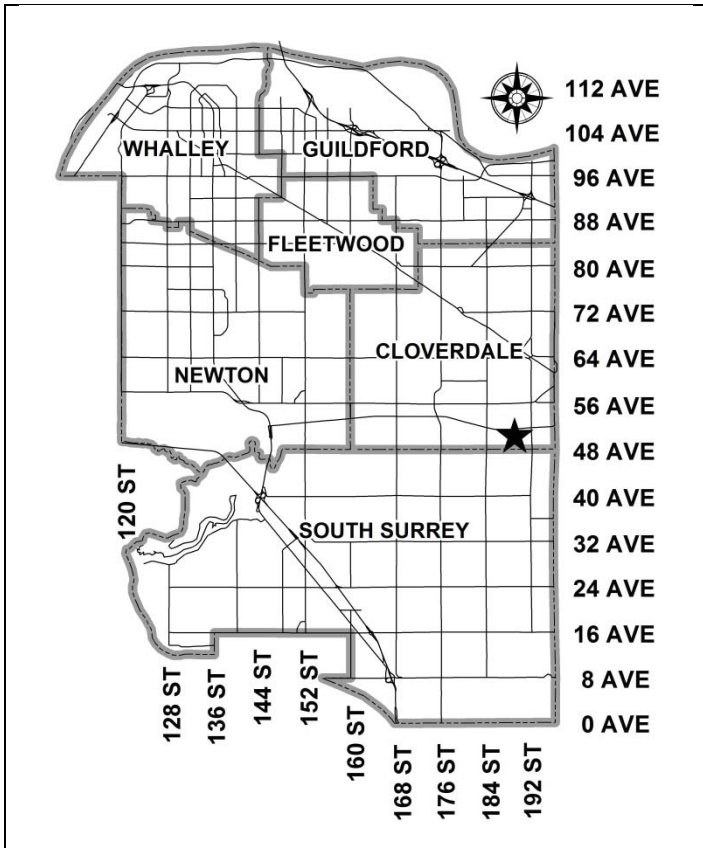 112 AVE
104 AVE
WHALLEY
GUILDFORD
96 AVE
88 AVE
FLEETWOOD
80 AVE
72 AVE
CLOVERDALE
64 AVE
NEWTON
56 AVE
48 AVE
120 ST
40 AVE
SOUTH SURREY
32 AVE
24 AVE
16 AVE
128 ST
136 ST
144 ST
152 ST
160 ST
8 AVE
168 ST
176 ST
184 ST
192 ST
0 AVE